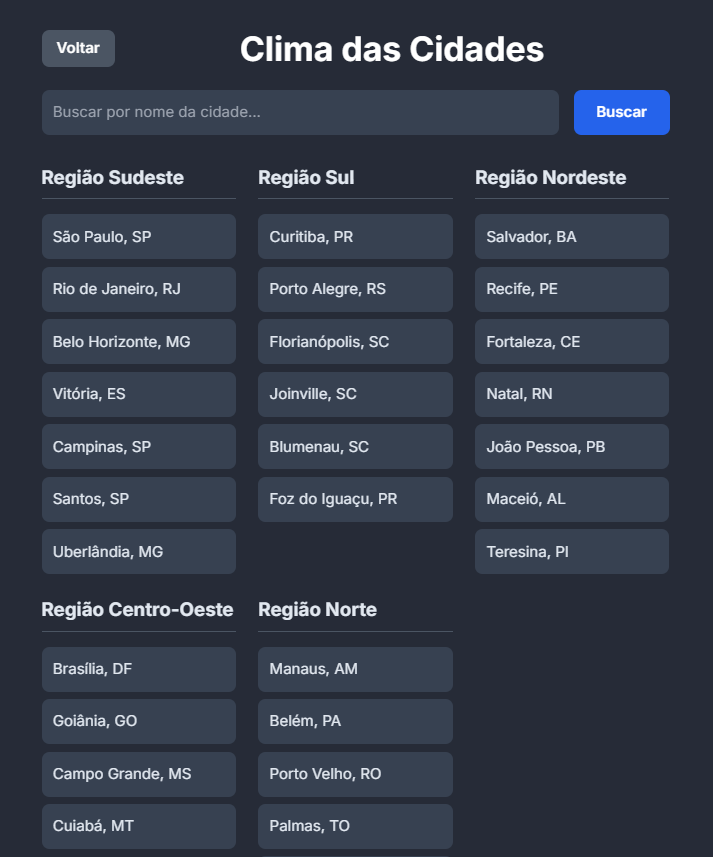 Voltar
Clima das Cidades
Buscar por nome da cidade...
Buscar
Região Sudeste
São Paulo, SP
Rio de Janeiro, RJ
Belo Horizonte, MG
Vitória, ES
Campinas, SP
Santos, SP
Uberlândia, MG
Região Sul
Curitiba, PR
Porto Alegre, RS
Florianópolis, SC
Joinville, SC
Blumenau, SC
Foz do Iguaçu, PR
Região Nordeste
Salvador, BA
Recife, PE
Fortaleza, CE
Natal, RN
João Pessoa, PB
Maceió, AL
Teresina, PI
Região Centro-Oeste
Brasília, DF
Goiânia, GO
Campo Grande, MS
Cuiabá, MT
Região Norte
Manaus, AM
Belém, PA
Porto Velho, RO
Palmas, TO